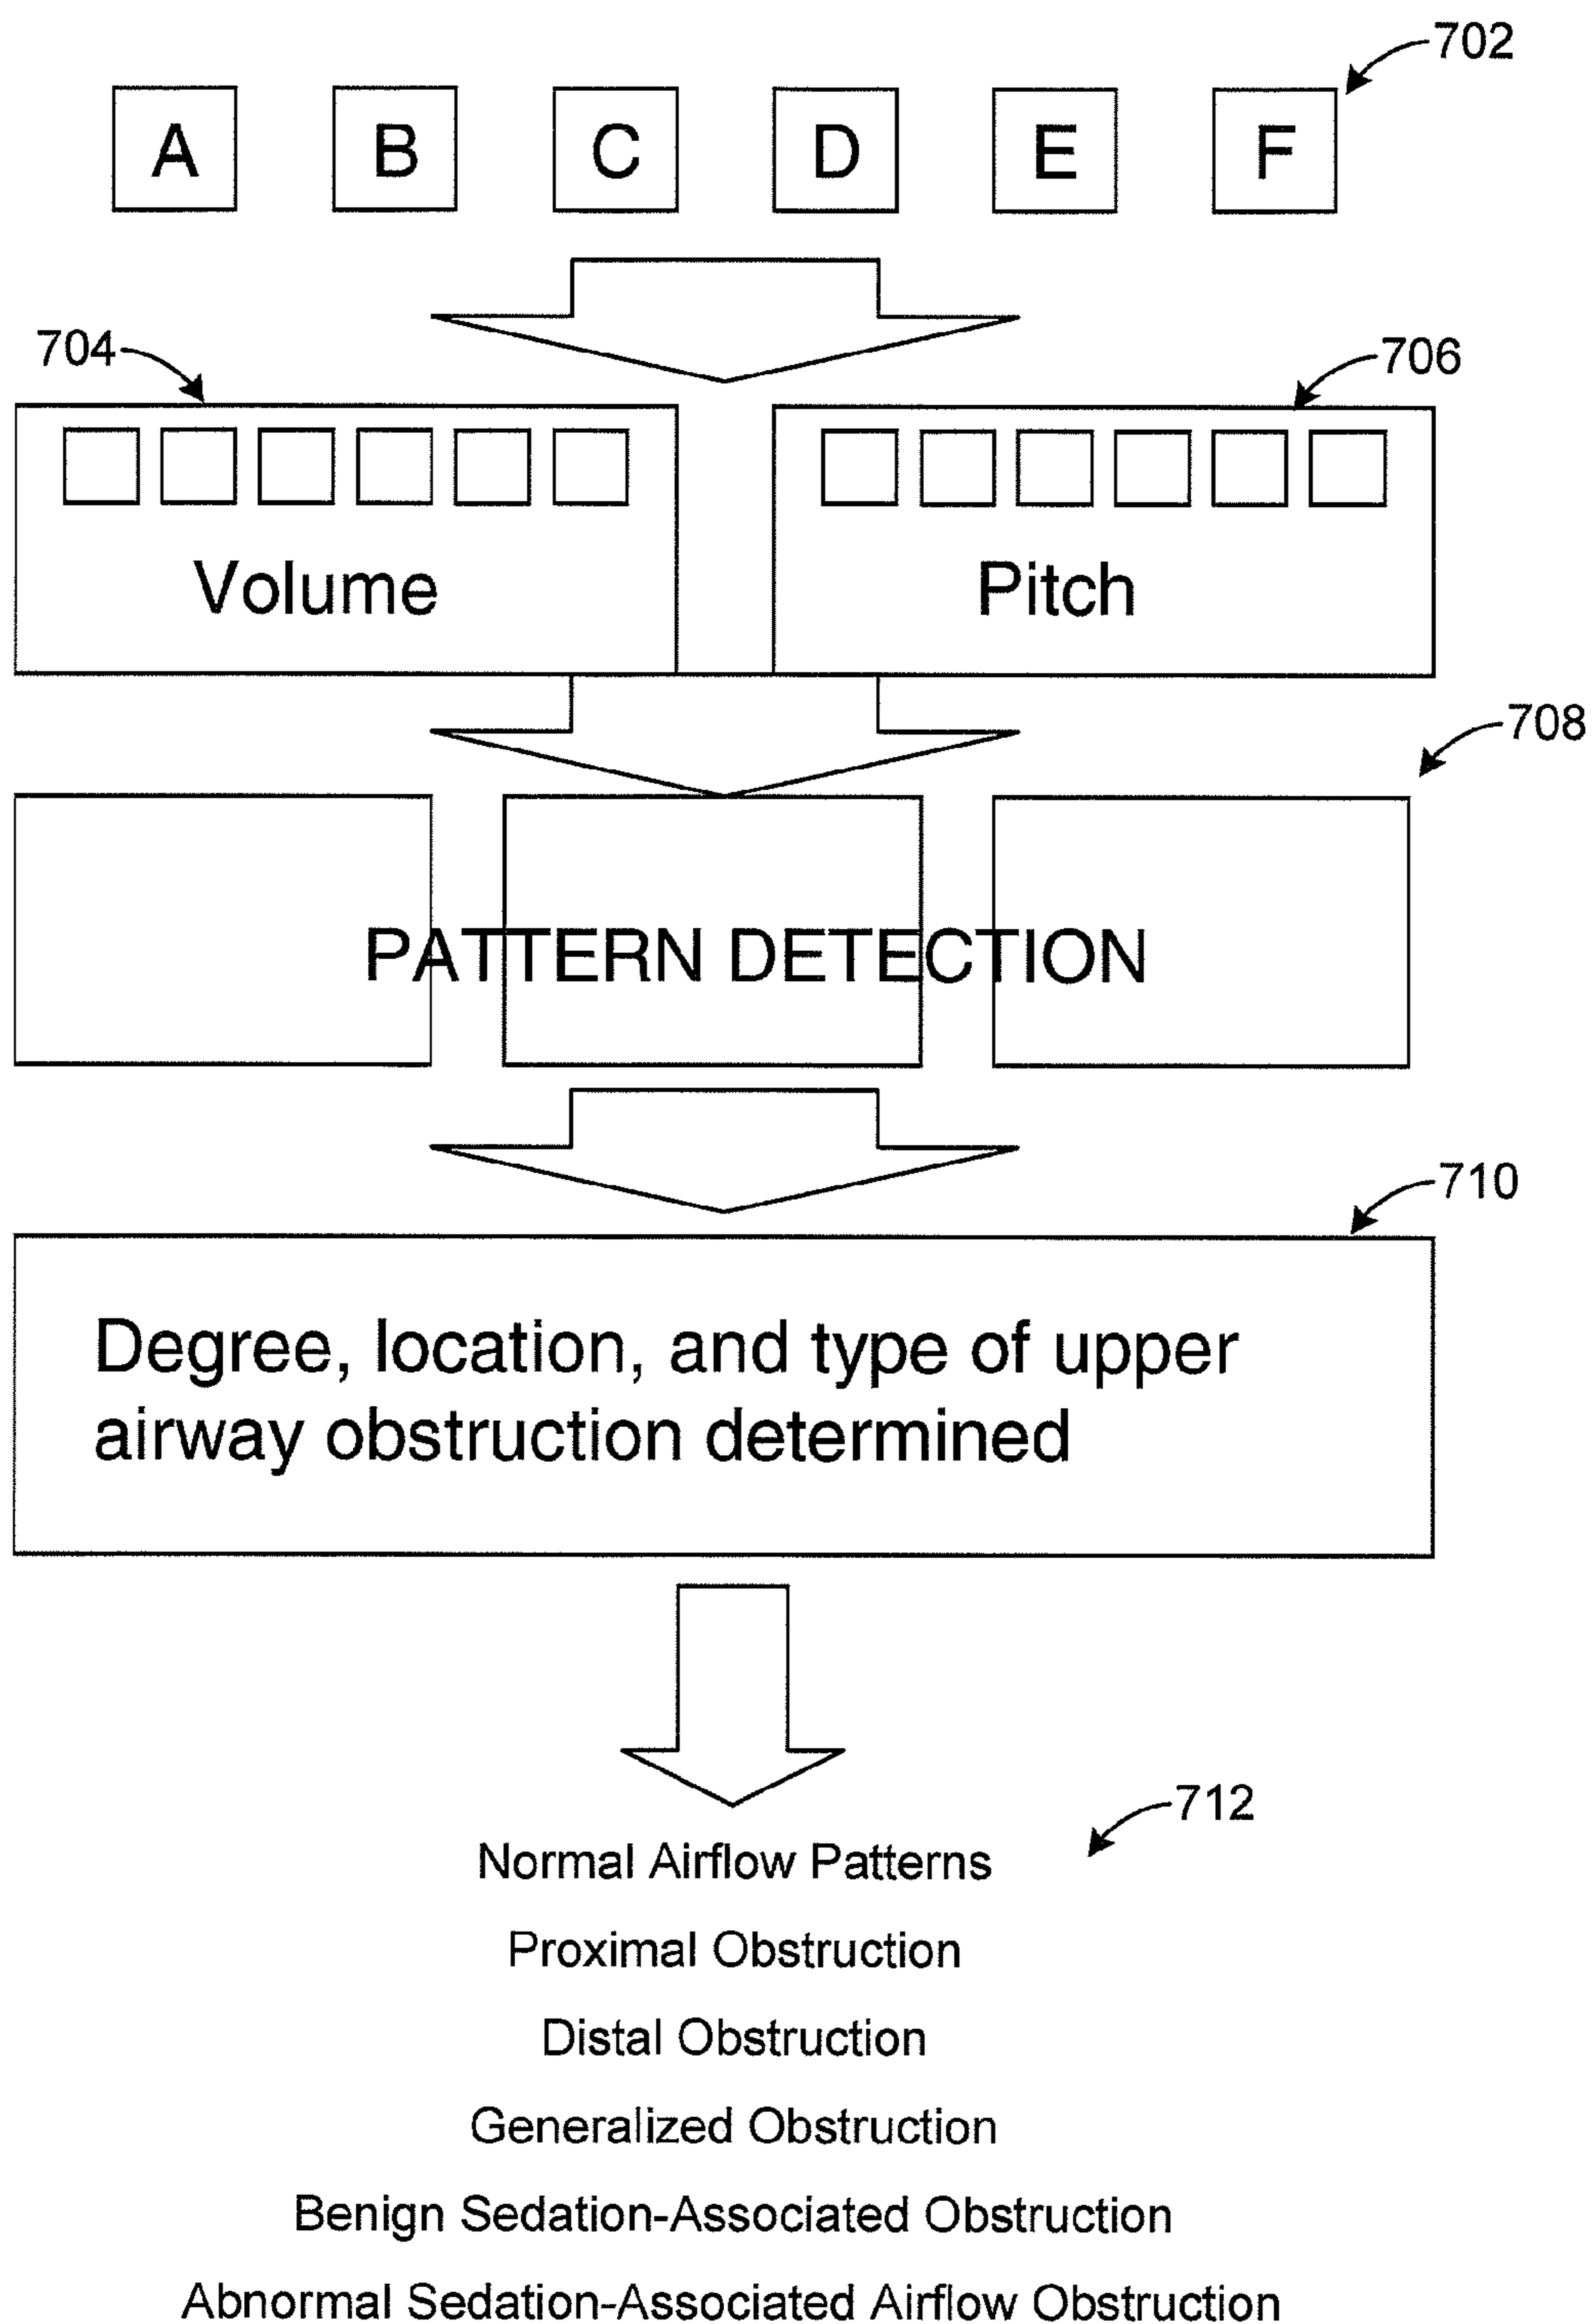 702
A B C D E F
704
706
Volume
Pitch
708
PATTERN DETECTION
710
Degree, location, and type of upper
airway obstruction determined
712
Normal Airflow Patterns
Proximal Obstruction
Distal Obstruction
Generalized Obstruction
Benign Sedation-Associated Obstruction
Abnormal Sedation-Associated Airflow Obstruction